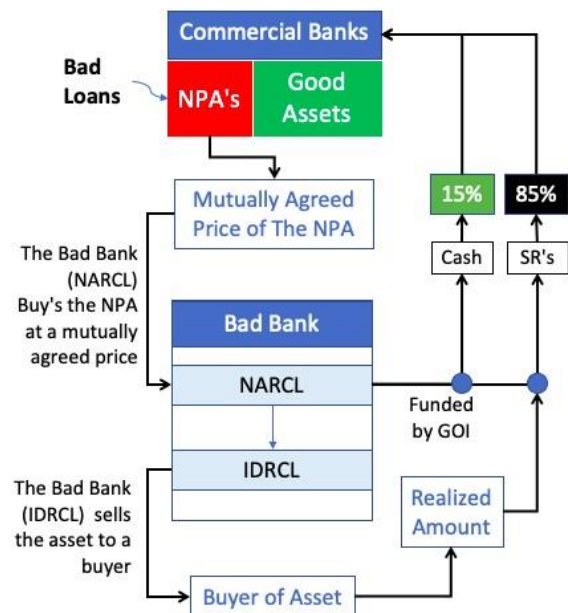 Commercial Banks
Bad
Loans
NPA's
Good
Assets
15%
85%
Mutually Agreed
Price of The NPA
Cash
SR's
The Bad Bank
(NARCL)
Buy's the NPA
at a mutually
agreed price
Bad Bank
NARCL
Funded
by GOI
IDRCL
The Bad Bank
(IDRCL) sells
the asset to a
buyer
Realized
Amount
Buyer of Asset